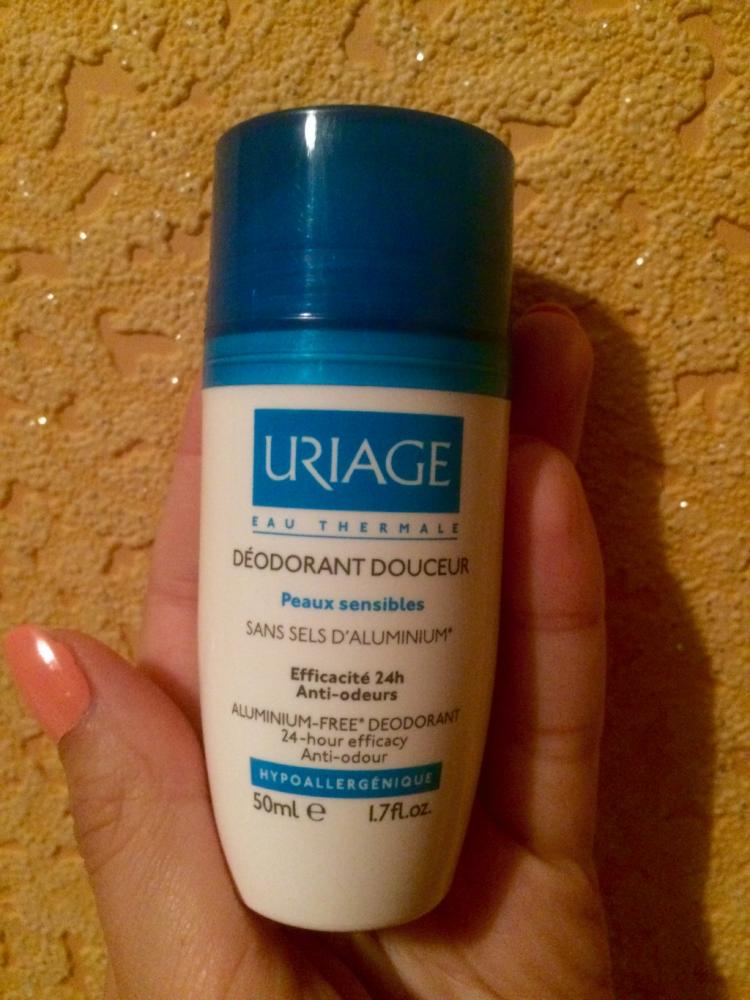 URIAGE
EAU THERMALE
DÉODORANT DOUCEUR
Peaux sensibles
SANS SELS D'ALUMINIUM*
Efficacité 24h
Anti-odeurs
ALUMINIUM-FREE* DEODORANT
24-hour efficacy
Anti-odour
HYPOALLERGÉNIQUE
50ml ℮ 1.7fl.oz.